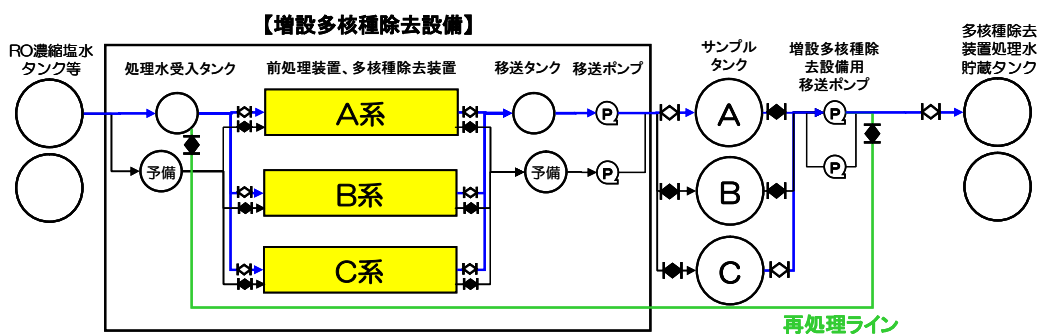 【増設多核種除去設備】
RO濃縮塩水
タンク等
処理水受入タンク
前処理装置、多核種除去装置
移送タンク
移送ポンプ
サンプル
タンク
増設多核種除
去設備用
移送ポンプ
多核種除去
装置処理水
貯蔵タンク
A系
P
A
P
予備
B系
予備
P
B
P
C系
C
再処理ライン